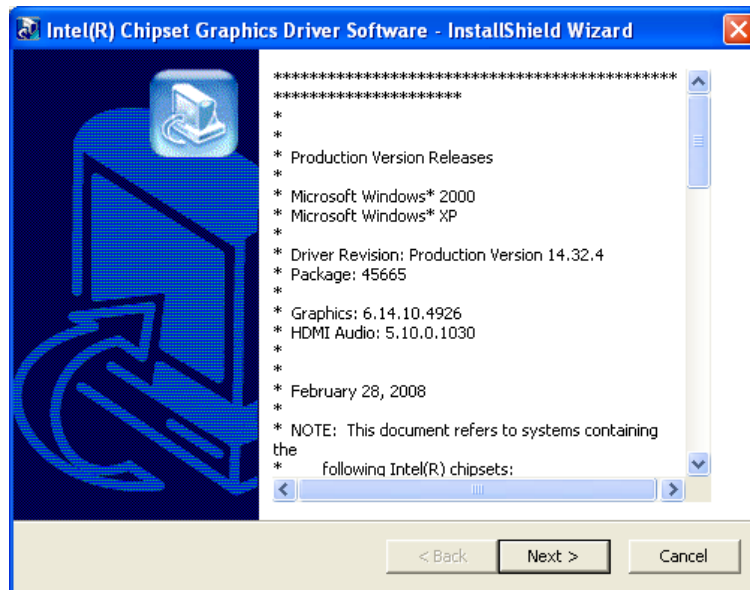 Intel(R) Chipset Graphics Driver Software - InstallShield Wizard
*********************************************
*********************
*
*
* Production Version Releases
*
* Microsoft Windows* 2000
* Microsoft Windows* XP
*
* Driver Revision: Production Version 14.32.4
* Package: 45665
*
* Graphics: 6.14.10.4926
* HDMI Audio: 5.10.0.1030
*
*
* February 28, 2008
*
* NOTE: This document refers to systems containing
the
* following Intel(R) chipsets:
< Back
Next >
Cancel